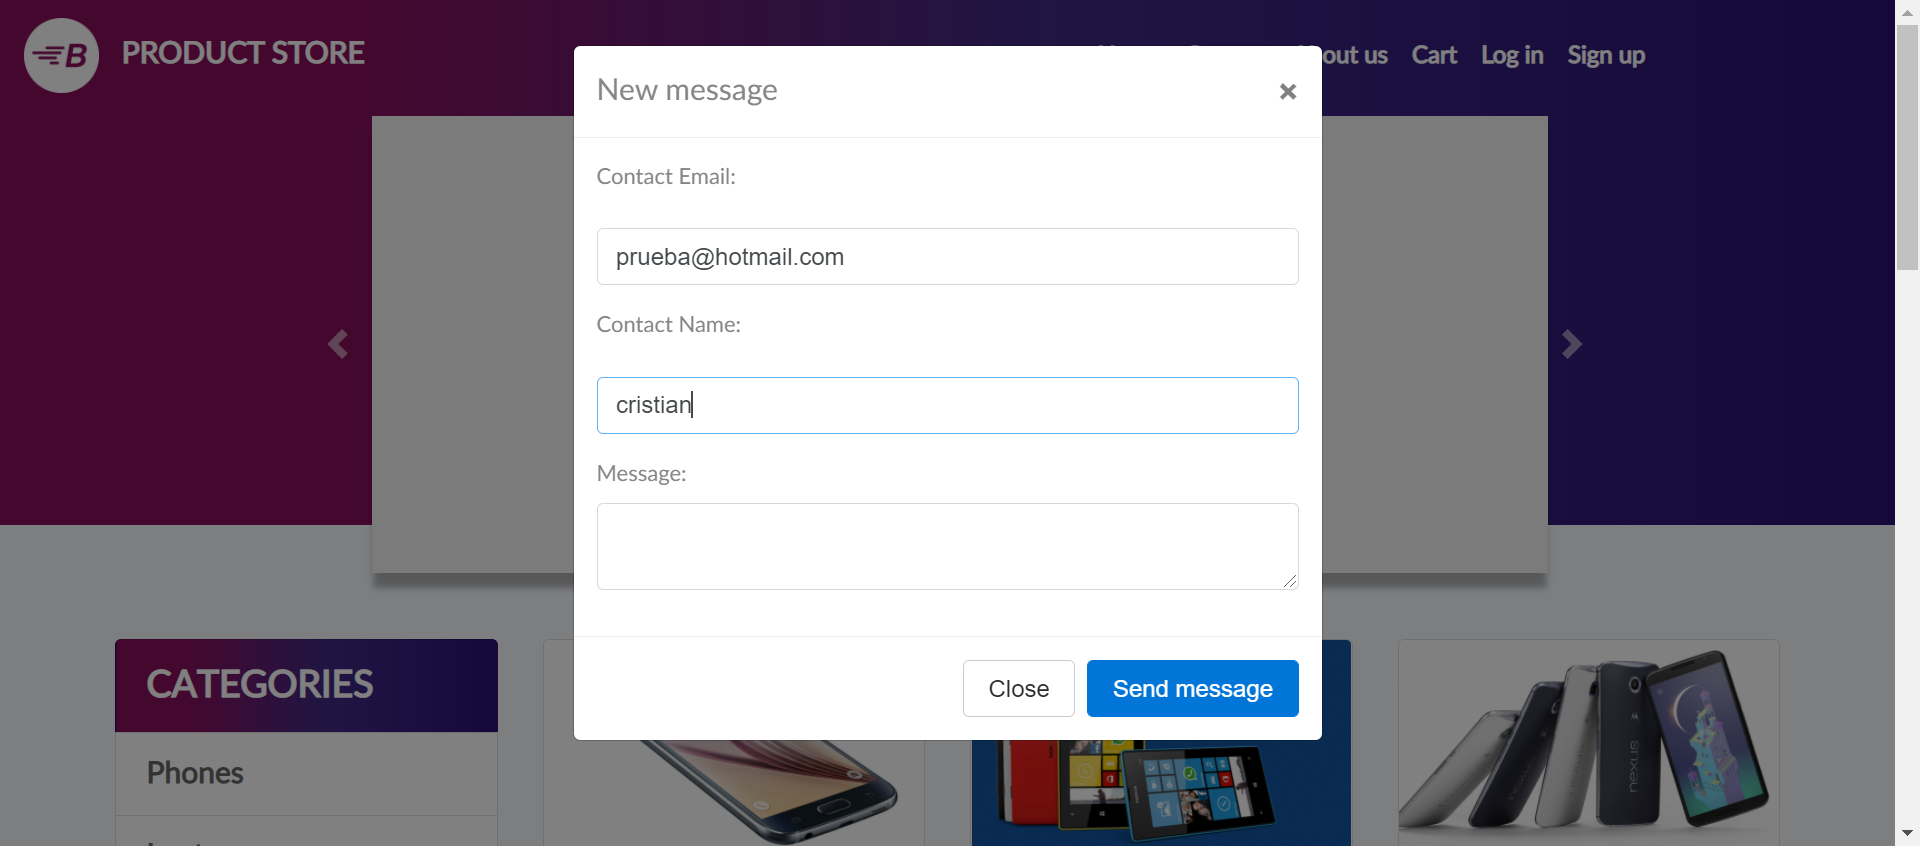 B PRODUCT STORE
out us Cart Log in Sign up
New message ×
Contact Email:
prueba@hotmail.com
Contact Name:
cristian
Message:
Close Send message
CATEGORIES
Phones
nexus